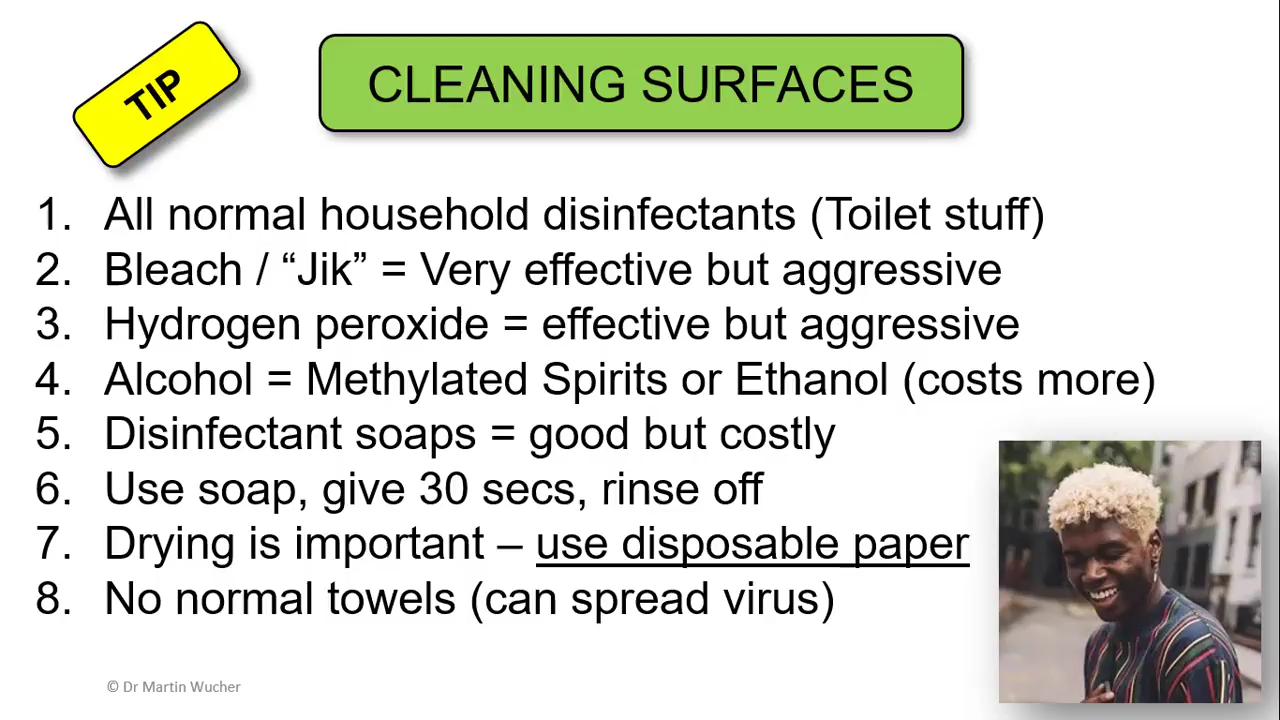 TIP
CLEANING SURFACES
1. All normal household disinfectants (Toilet stuff)
2. Bleach / “Jik” = Very effective but aggressive
3. Hydrogen peroxide = effective but aggressive
4. Alcohol = Methylated Spirits or Ethanol (costs more)
5. Disinfectant soaps = good but costly
6. Use soap, give 30 secs, rinse off
7. Drying is important – use disposable paper
8. No normal towels (can spread virus)
© Dr Martin Wucher